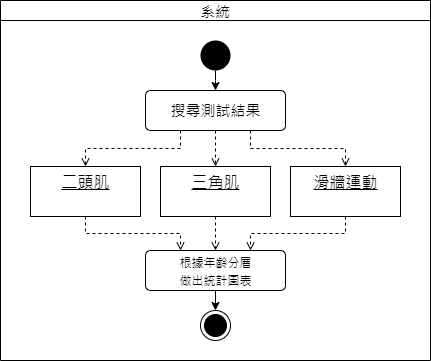 系統
搜尋測試結果
二頭肌
三角肌
滑牆運動
根據年齡分層
做出統計圖表